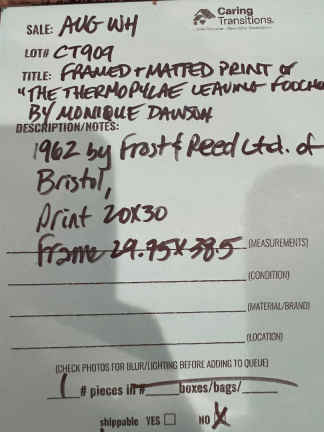 Caring
Transitions.
SALE: AUG WH
LOT# CT909
TITLE: FRAMED & MATTED PRINT OF
"THE THERMOPYLAE LEAVING FOOCHO
BY MONIQUE DAWSON
DESCRIPTION/NOTES:
1962 by Frost & Reed Ltd. of
Bristol,
Print 20X30
Frame 29.75 X 38.5 (MEASUREMENTS)
(CONDITION)
(MATERIAL/BRAND)
(LOCATION)
(CHECK PHOTOS FOR BLUR/LIGHTING BEFORE ADDING TO QUEUE)
1 # pieces in # boxes/bags/
shippable YES ☐ NO X